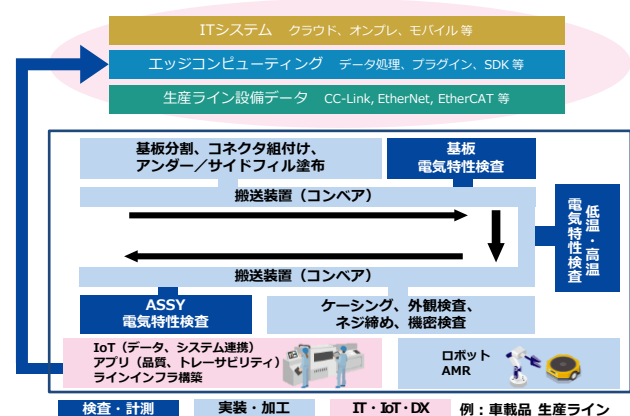 ITシステム クラウド、オンプレ、モバイル 等
エッジコンピューティング データ処理、プラグイン、SDK 等
生産ライン設備データ CC-Link, EtherNet, EtherCAT 等
基板分割、コネクタ組付け、
アンダー／サイドフィル塗布
基板
電気特性検査
搬送装置（コンベア）
低温・高温
電気特性検査
搬送装置（コンベア）
ASSY
電気特性検査
ケーシング、外観検査、
ネジ締め、機密検査
IoT（データ、システム連携）
アプリ（品質、トレーサビリティ）
ラインインフラ構築
ロボット
AMR
検査・計測
実装・加工
IT・IoT・DX
例：車載品 生産ライン